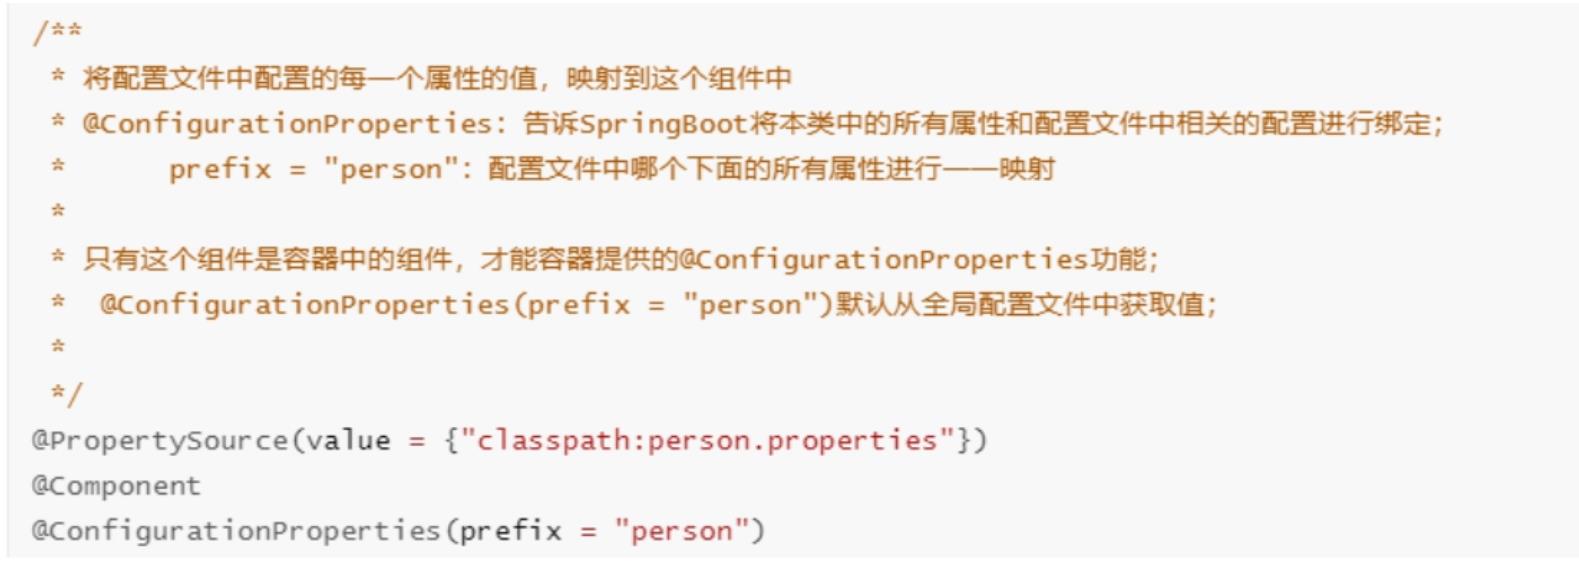 /**
 * 将配置文件中配置的每一个属性的值，映射到这个组件中
 * @ConfigurationProperties：告诉SpringBoot将本类中的所有属性和配置文件中相关的配置进行绑定；
 *      prefix = "person"：配置文件中哪个下面的所有属性进行一一映射
 *
 * 只有这个组件是容器中的组件，才能容器提供的@ConfigurationProperties功能；
 *  @ConfigurationProperties(prefix = "person")默认从全局配置文件中获取值；
 *
 */
@PropertySource(value = {"classpath:person.properties"})
@Component
@ConfigurationProperties(prefix = "person")